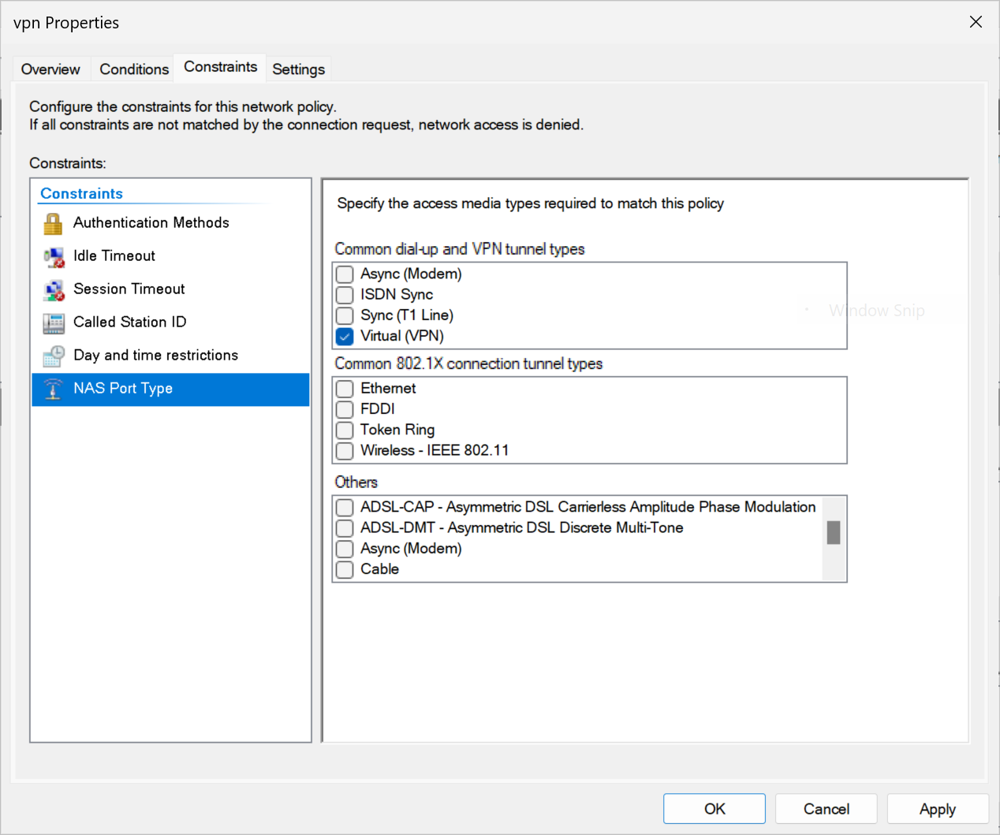 vpn Properties
Overview
Conditions
Constraints
Settings
Configure the constraints for this network policy.
If all constraints are not matched by the connection request, network access is denied.
Constraints:
Constraints
Authentication Methods
Idle Timeout
Session Timeout
Called Station ID
Day and time restrictions
NAS Port Type
Specify the access media types required to match this policy
Common dial-up and VPN tunnel types
Async (Modem)
ISDN Sync
Sync (T1 Line)
Virtual (VPN)
Window Snip
Common 802.1X connection tunnel types
Ethernet
FDDI
Token Ring
Wireless - IEEE 802.11
Others
ADSL-CAP - Asymmetric DSL Carrierless Amplitude Phase Modulation
ADSL-DMT - Asymmetric DSL Discrete Multi-Tone
Async (Modem)
Cable
OK
Cancel
Apply